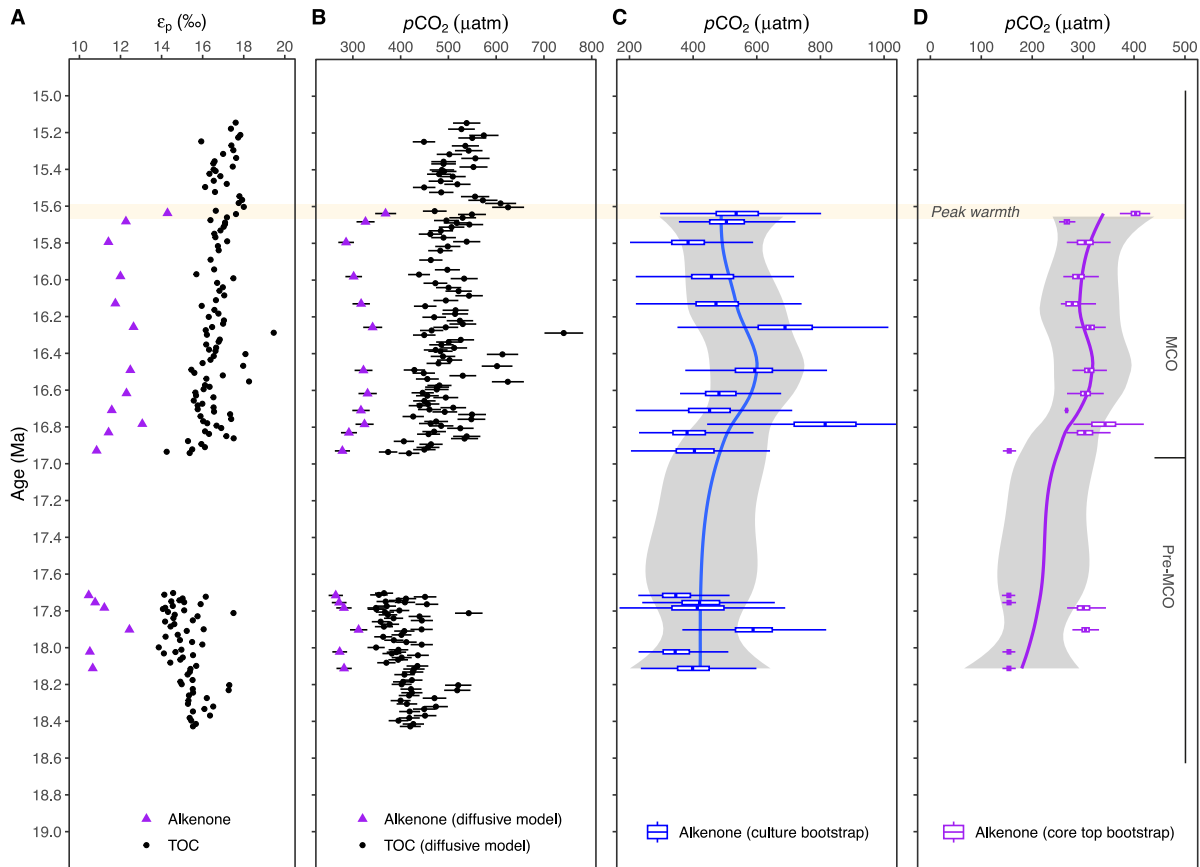 A
εp (‰)
10 12 14 16 18 20
B
pCO2 (μatm)
300 400 500 600 700 800
C
pCO2 (μatm)
200 400 600 800 1000
D
pCO2 (μatm)
0 100 200 300 400 500
Age (Ma)
15.0
15.2
15.4
15.6
15.8
16.0
16.2
16.4
16.6
16.8
17.0
17.2
17.4
17.6
17.8
18.0
18.2
18.4
18.6
18.8
19.0
Peak warmth
MCO
Pre-MCO
Alkenone
TOC
Alkenone (diffusive model)
TOC (diffusive model)
Alkenone (culture bootstrap)
Alkenone (core top bootstrap)